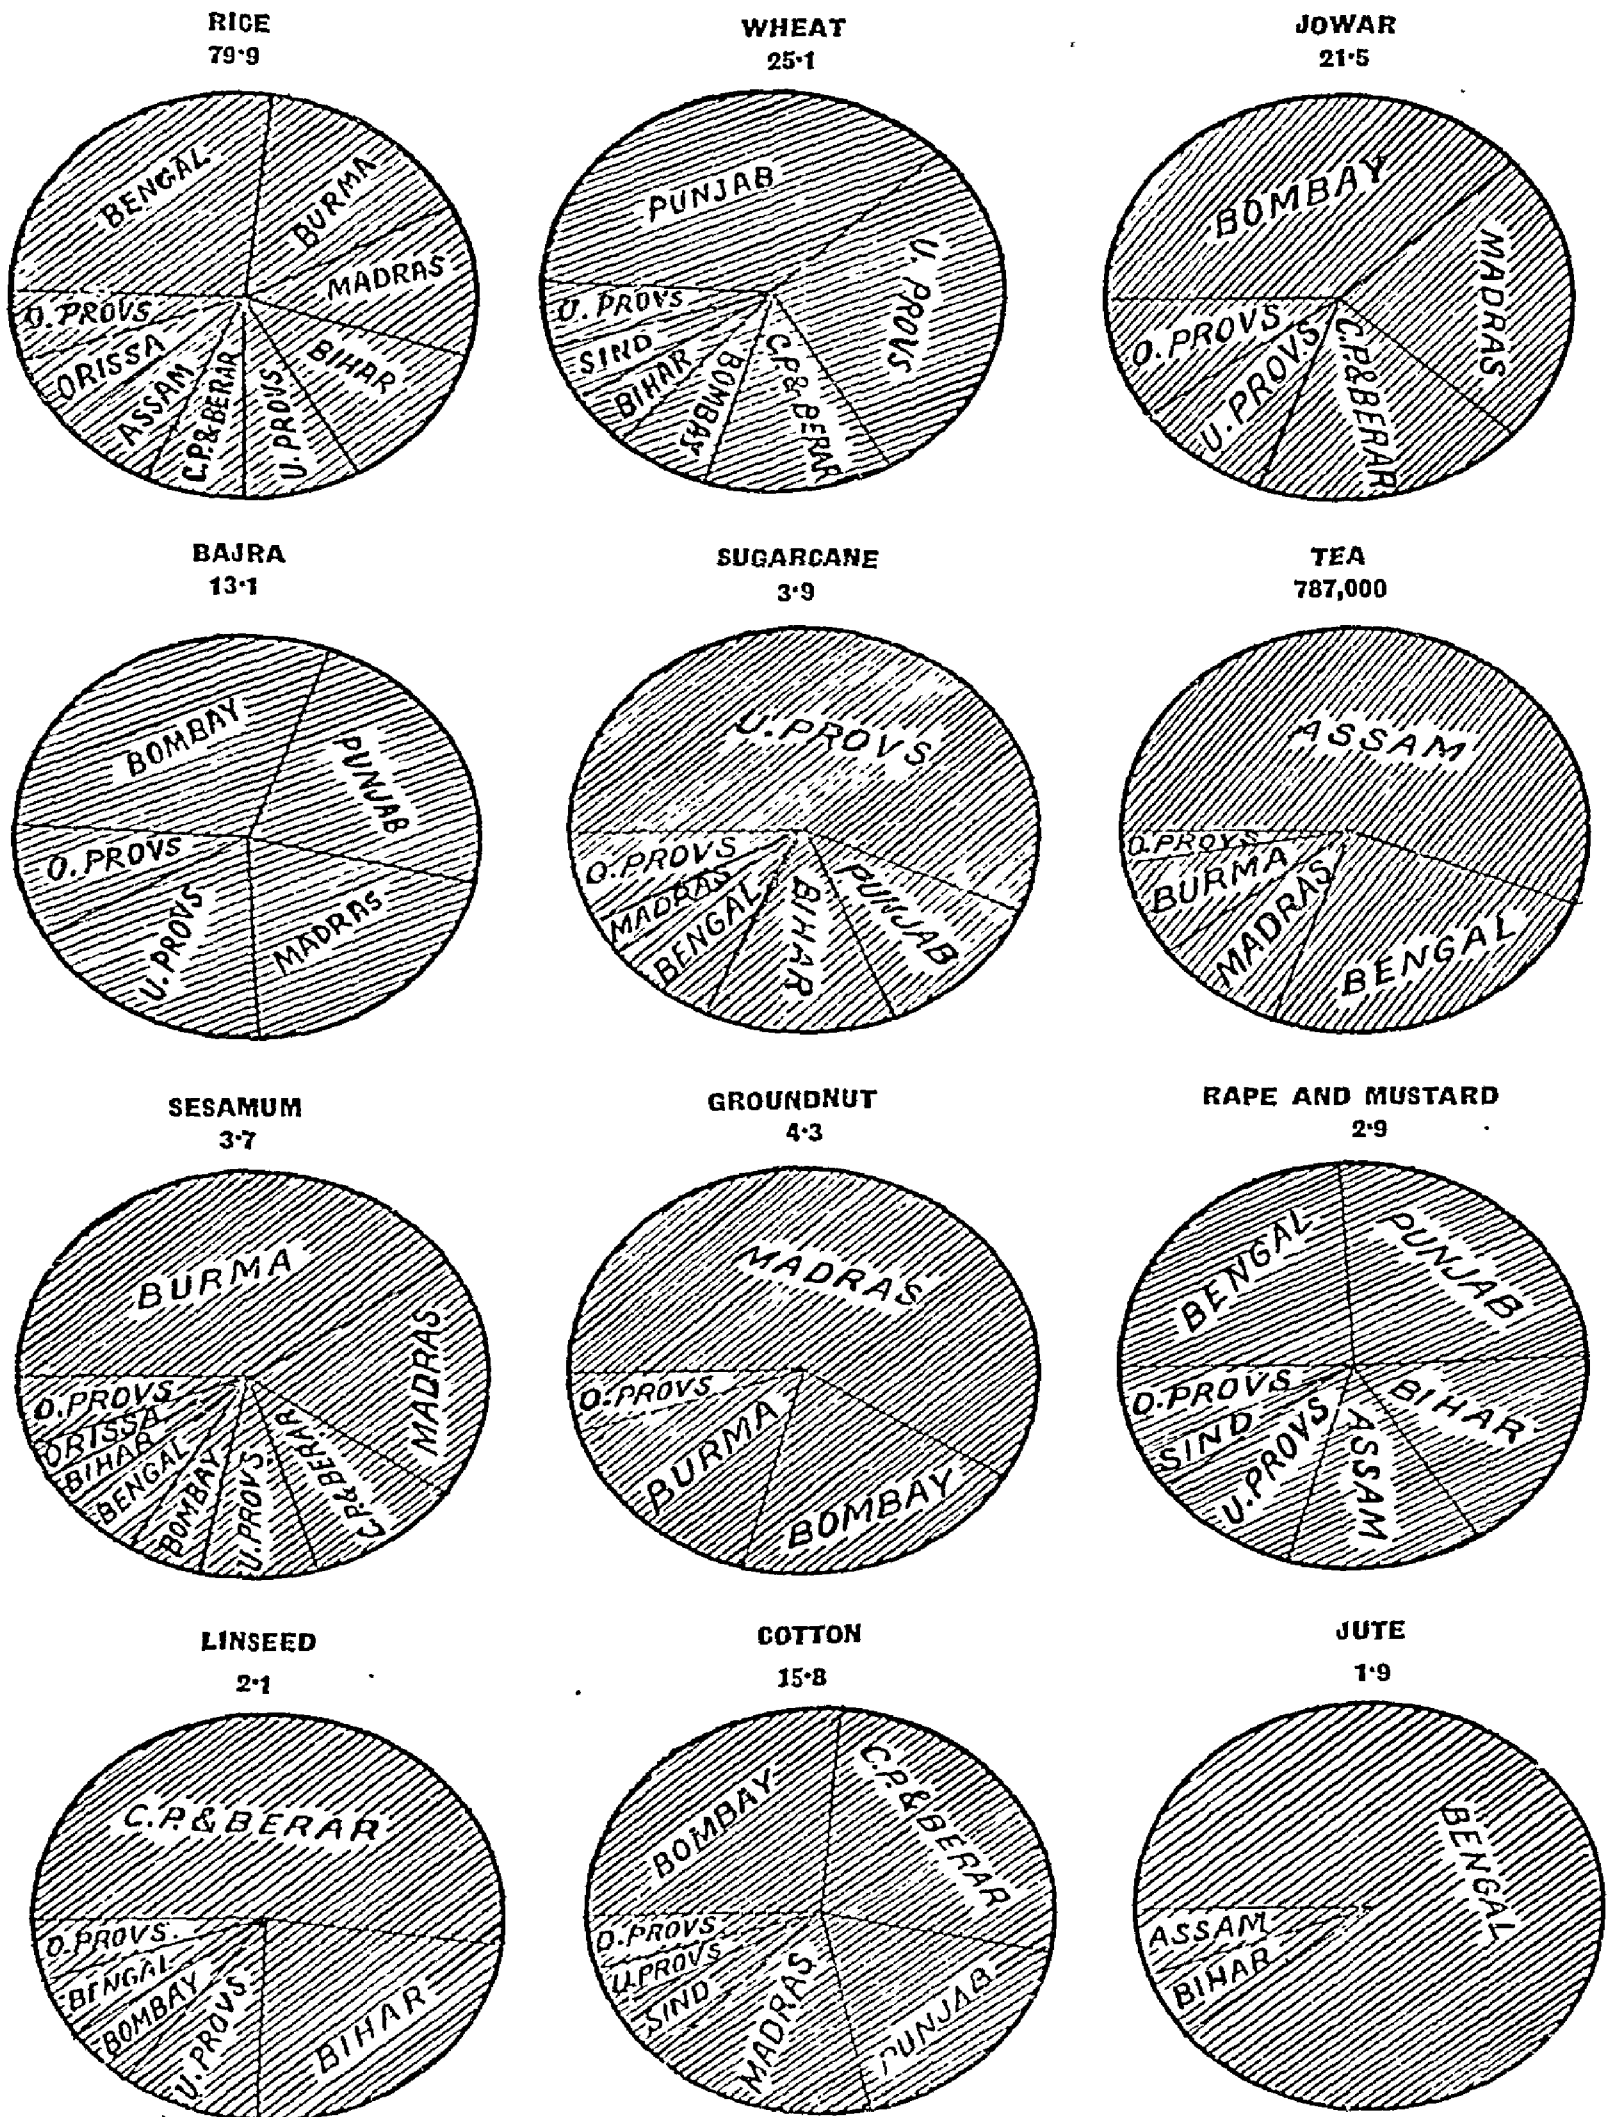 RICE
79·9
BENGAL
BURMA
MADRAS
BIHAR
U. PROVS
C.P.& BERAR
ASSAM
ORISSA
O. PROVS
WHEAT
25·1
PUNJAB
U. PROVS
C.P.& BERAR
BOMBAY
BIHAR
SIND
U. PROVS
JOWAR
21·5
BOMBAY
MADRAS
C.P.& BERAR
U. PROVS
O. PROVS
BAJRA
13·1
BOMBAY
PUNJAB
MADRAS
U. PROVS
O. PROVS
SUGARCANE
3·9
U. PROVS
PUNJAB
BIHAR
BENGAL
MADRAS
O. PROVS
TEA
787,000
ASSAM
BENGAL
MADRAS
BURMA
O. PROVS
SESAMUM
3·7
BURMA
MADRAS
C.P.& BERAR
U. PROVS
BOMBAY
BENGAL
BIHAR
ORISSA
O. PROVS
GROUNDNUT
4·3
MADRAS
BOMBAY
BURMA
O. PROVS
RAPE AND MUSTARD
2·9
BENGAL
PUNJAB
BIHAR
ASSAM
U. PROVS
SIND
O. PROVS
LINSEED
2·1
C.P.& BERAR
BIHAR
U. PROVS
BOMBAY
BENGAL
O. PROVS.
COTTON
15·8
BOMBAY
C.P.& BERAR
PUNJAB
MADRAS
SIND
U. PROVS
O. PROVS
JUTE
1·9
BENGAL
BIHAR
ASSAM